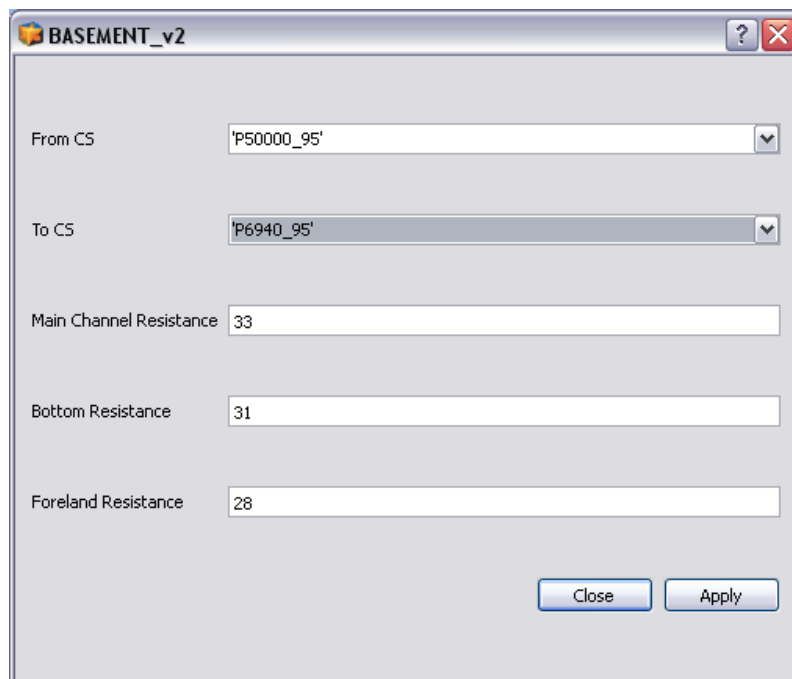 BASEMENT_v2
From CS 'P50000_95'
To CS 'P6940_95'
Main Channel Resistance 33
Bottom Resistance 31
Foreland Resistance 28
Close Apply